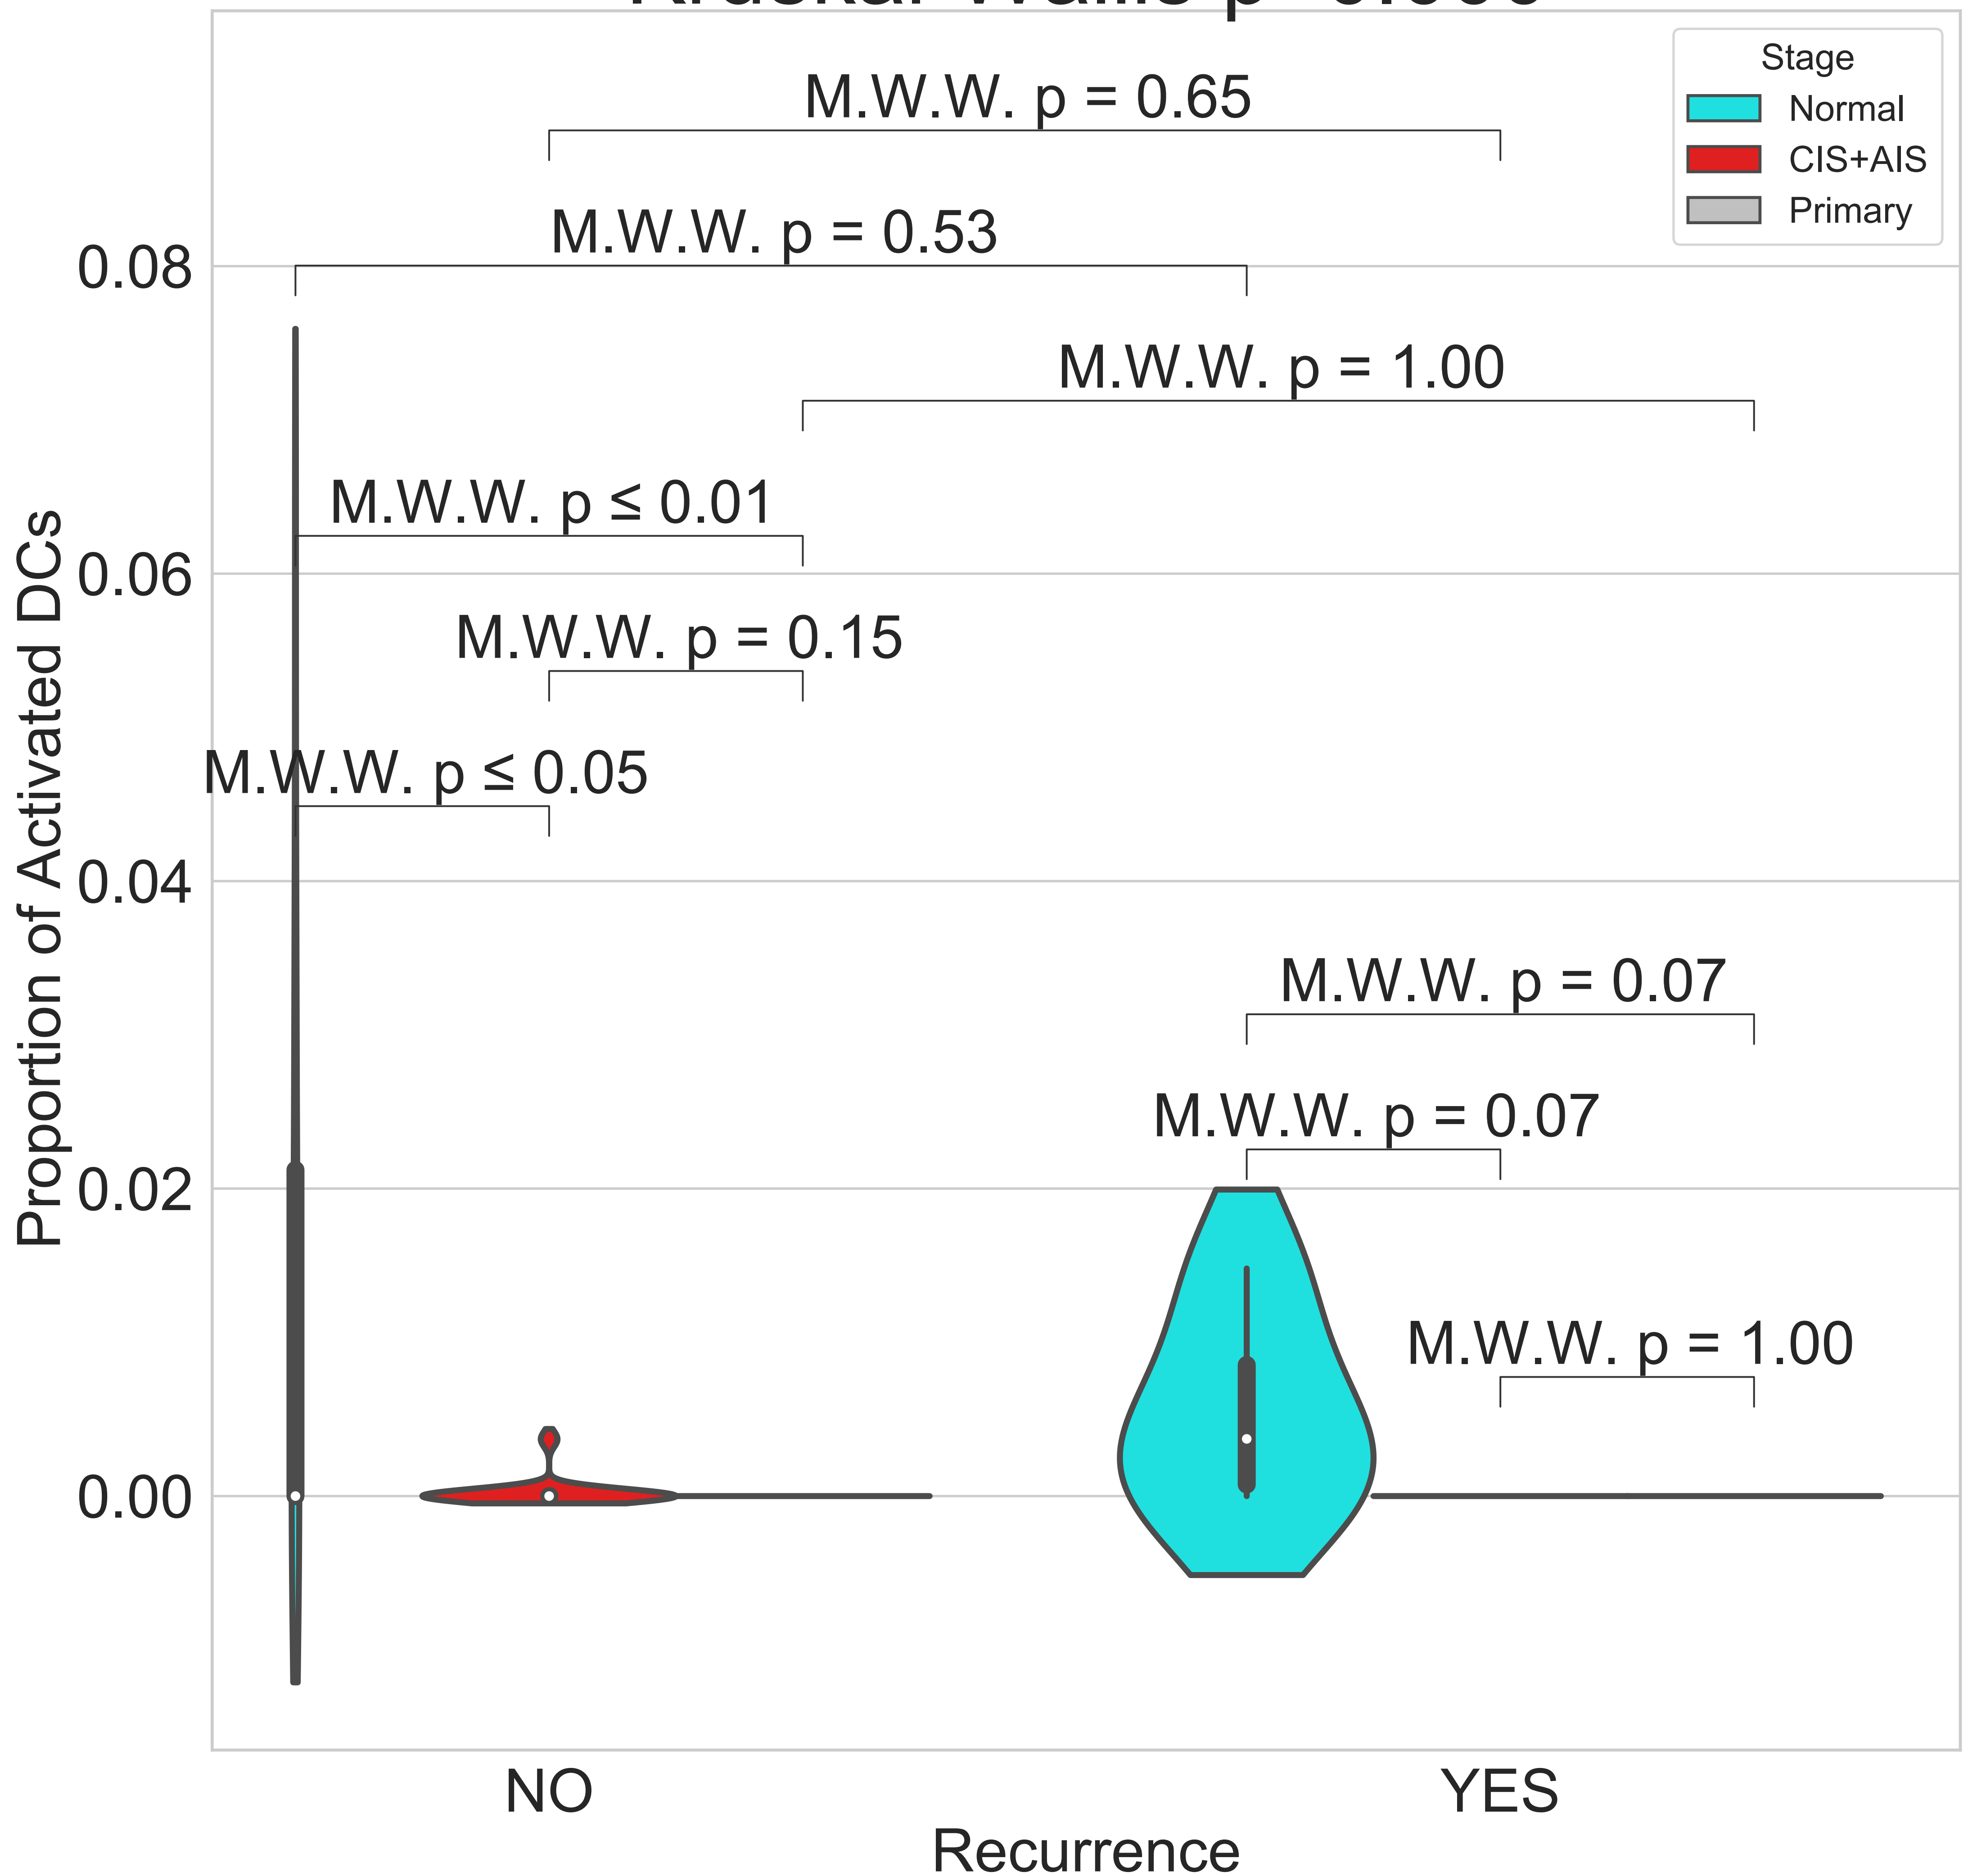 Stage
Normal
CIS+AIS
Primary
M.W.W. p = 0.65
M.W.W. p = 0.53
M.W.W. p = 1.00
M.W.W. p ≤ 0.01
M.W.W. p = 0.15
M.W.W. p ≤ 0.05
M.W.W. p = 0.07
M.W.W. p = 0.07
M.W.W. p = 1.00
0.08
0.06
0.04
0.02
0.00
Proportion of Activated DCs
NO
YES
Recurrence